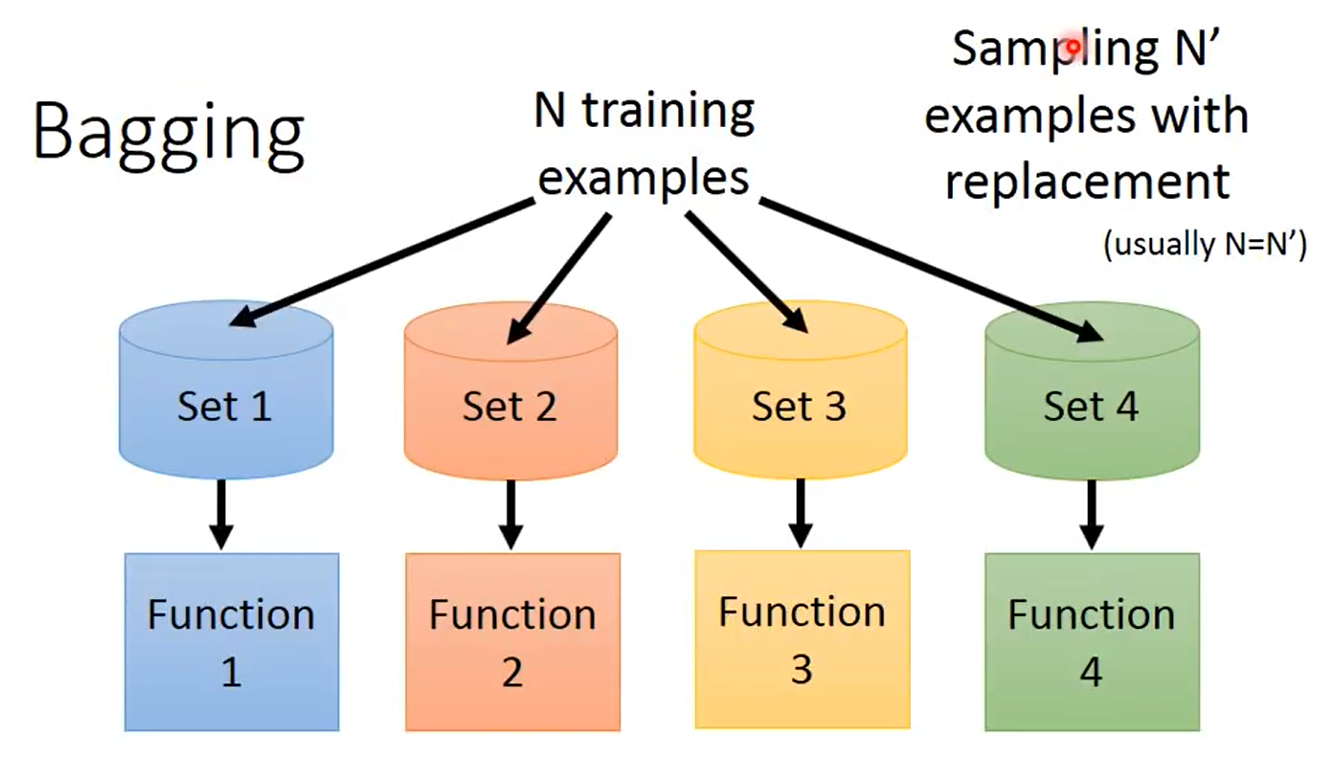 Bagging
N training
examples
Sampling N’
examples with
replacement
(usually N=N’)
Set 1
Set 2
Set 3
Set 4
Function
1
Function
2
Function
3
Function
4